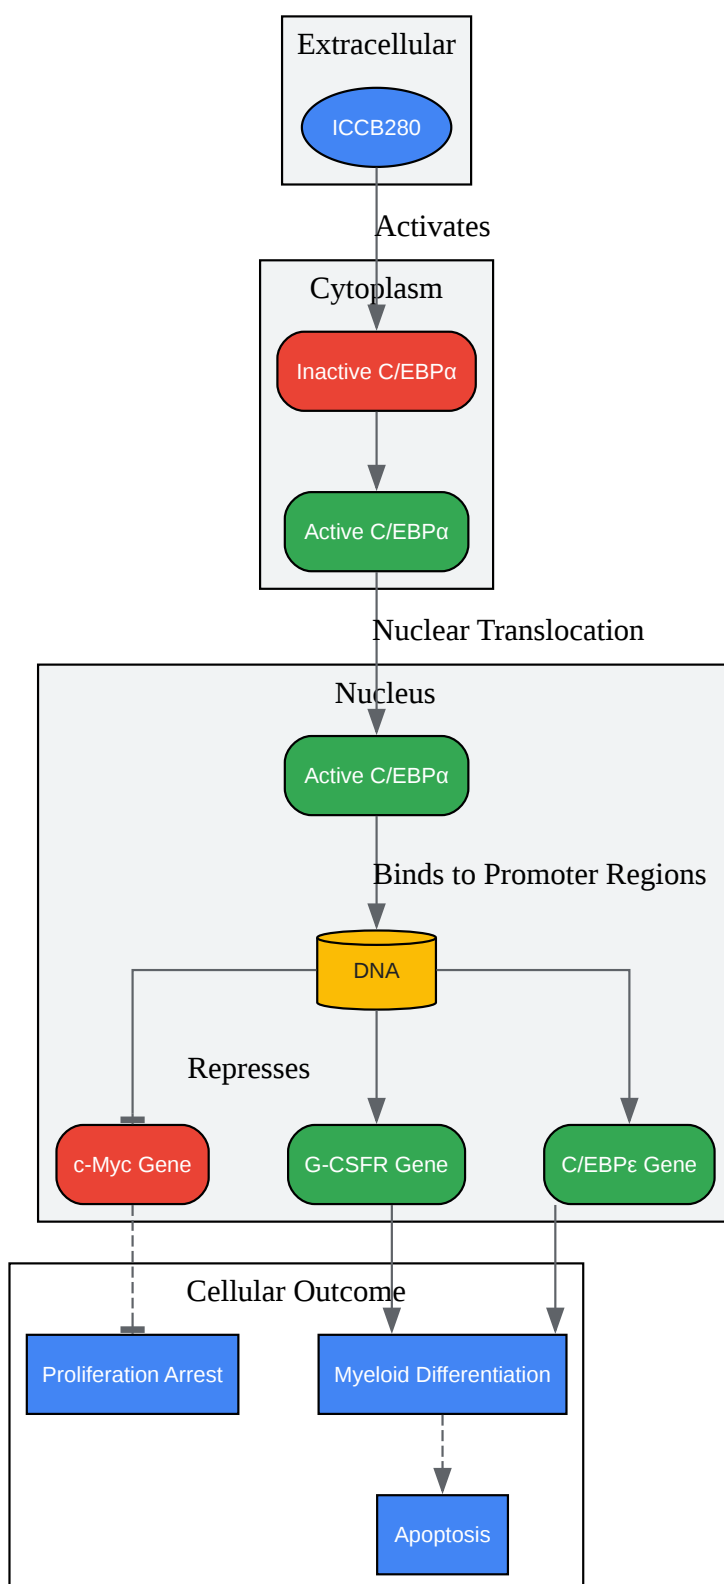 Extracellular
ICCB280
Activates
Cytoplasm
Inactive C/EBPα
Active C/EBPα
Nuclear Translocation
Nucleus
Active C/EBPα
Binds to Promoter Regions
DNA
Represses
c-Myc Gene
G-CSFR Gene
C/EBPε Gene
Cellular Outcome
Proliferation Arrest
Myeloid Differentiation
Apoptosis